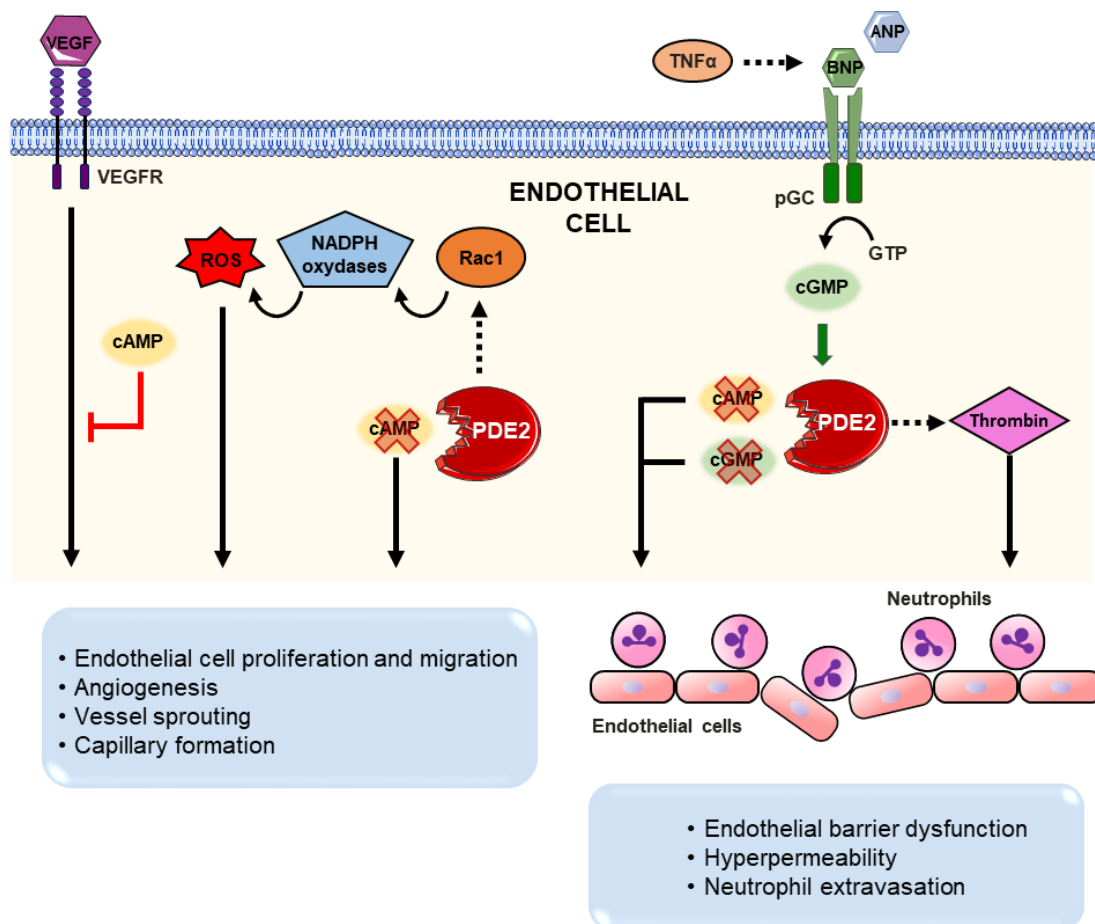 VEGF
ANP
TNFα
BNP
VEGFR
ENDOTHELIAL
CELL
pGC
GTP
ROS
NADPH
oxydases
Rac1
cGMP
cAMP
cAMP
PDE2
cAMP
cGMP
PDE2
Thrombin
Neutrophils
Endothelial cells
• Endothelial cell proliferation and migration
• Angiogenesis
• Vessel sprouting
• Capillary formation
• Endothelial barrier dysfunction
• Hyperpermeability
• Neutrophil extravasation